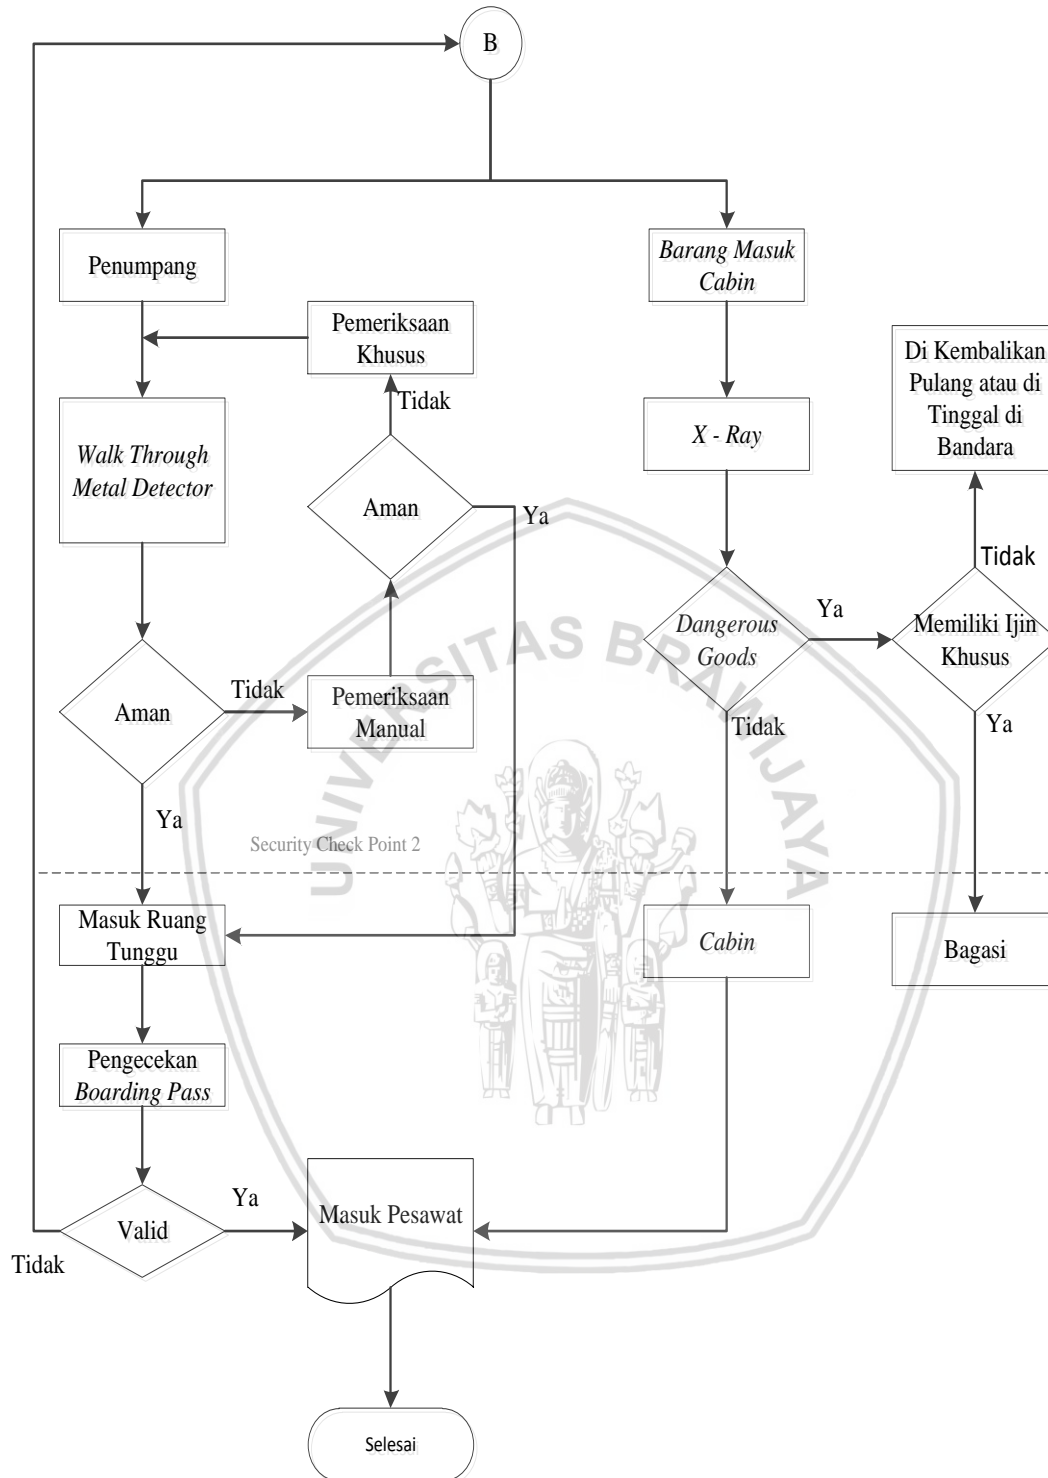 B
Penumpang
Barang Masuk
Cabin
Pemeriksaan
Khusus
Di Kembalikan
Pulang atau di
Tinggal di
Bandara
Tidak
Walk Through
Metal Detector
X - Ray
Aman
Ya
Tidak
Dangerous
Goods
Ya
Memiliki Ijin
Khusus
Aman
Tidak
Pemeriksaan
Manual
Tidak
Ya
Ya
Security Check Point 2
UNIVERSITAS BRAWIJAYA
Masuk Ruang
Tunggu
Cabin
Bagasi
Pengecekan
Boarding Pass
Valid
Ya
Tidak
Masuk Pesawat
Selesai